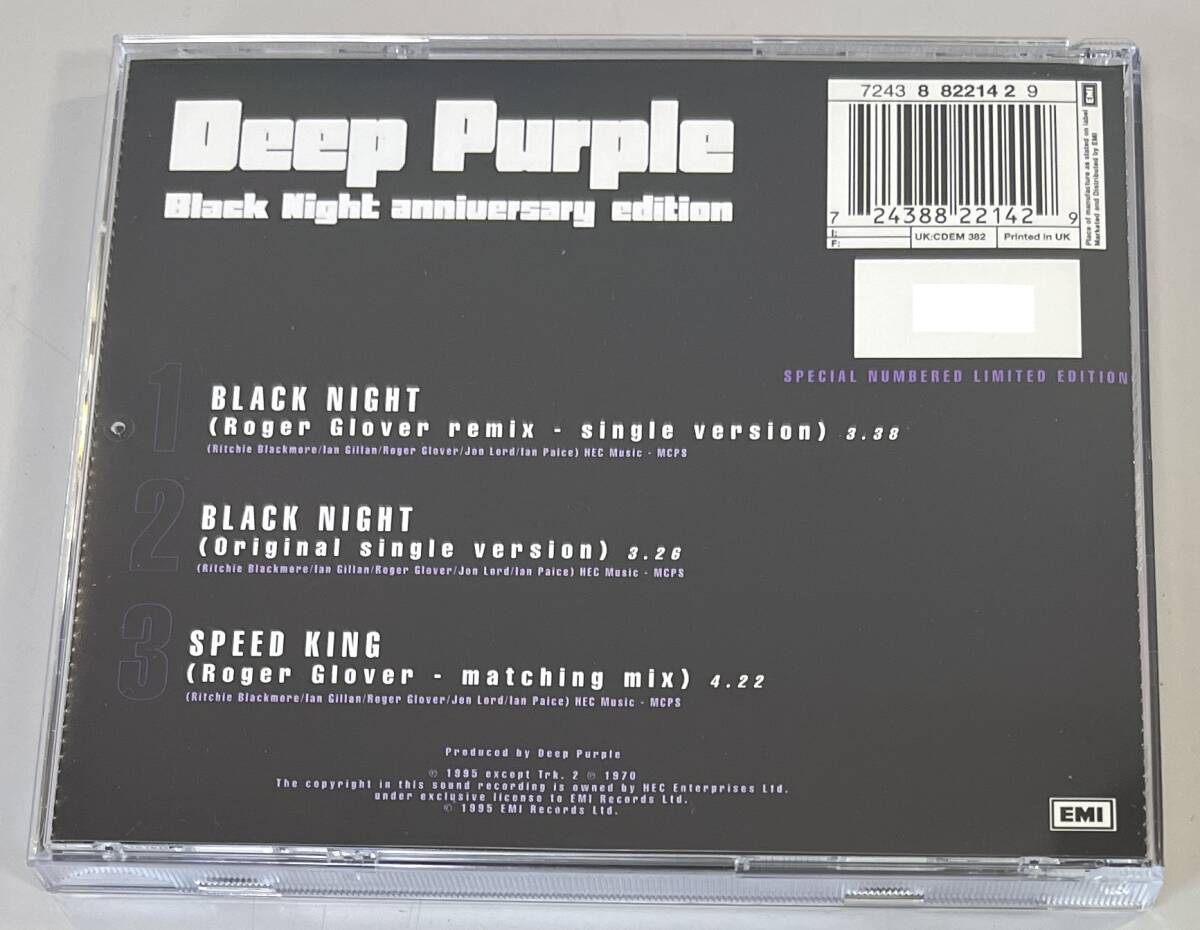 Deep Purple
Black Night anniversary edition
7243 8 82214 2 9
7 24388 22142 9
I:
F:
UK:CDEM 382
Printed in UK
EMI
Place of manufacture as stated on label
Marketed and Distributed by EMI
SPECIAL NUMBERED LIMITED EDITION
1
BLACK NIGHT
(Roger Glover remix - single version) 3.38
(Ritchie Blackmore/Ian Gillan/Roger Glover/Jon Lord/Ian Paice) HEC Music - MCPS
2
BLACK NIGHT
(Original single version) 3.26
(Ritchie Blackmore/Ian Gillan/Roger Glover/Jon Lord/Ian Paice) HEC Music - MCPS
3
SPEED KING
(Roger Glover - matching mix) 4.22
(Ritchie Blackmore/Ian Gillan/Roger Glover/Jon Lord/Ian Paice) HEC Music - MCPS
Produced by Deep Purple
℗ 1995 except Trk. 2 ℗ 1970
The copyright in this sound recording is owned by HEC Enterprises Ltd.
under exclusive license to EMI Records Ltd.
© 1995 EMI Records Ltd.
EMI